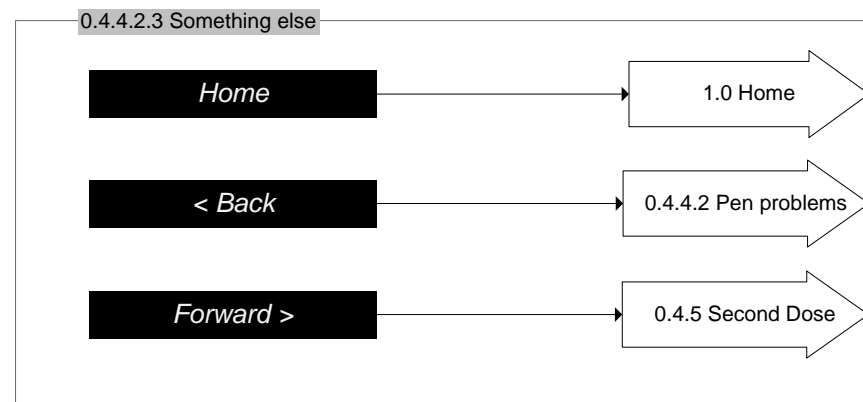 0.4.4.2.3 Something else
Home
1.0 Home
< Back
0.4.4.2 Pen problems
Forward >
0.4.5 Second Dose